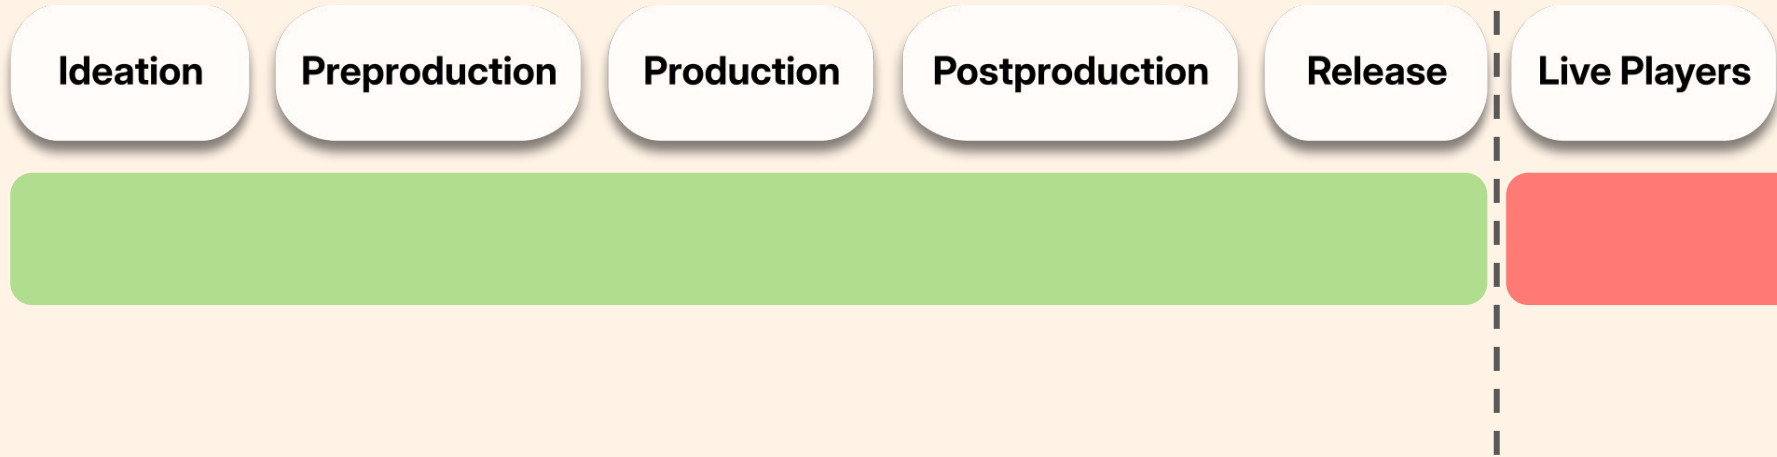 Ideation
Preproduction
Production
Postproduction
Release
Live Players